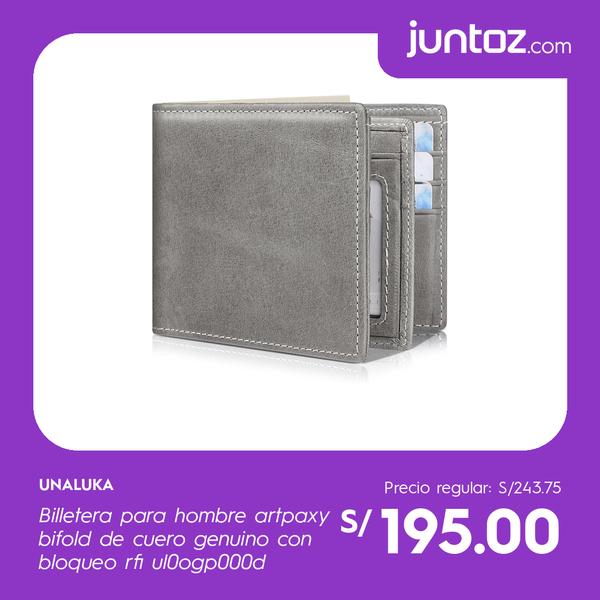 juntoz.com
UNALUKA
Billetera para hombre artpaxy
bifold de cuero genuino con
bloqueo rfi ul0ogp000d
Precio regular: S/243.75
S/195.00